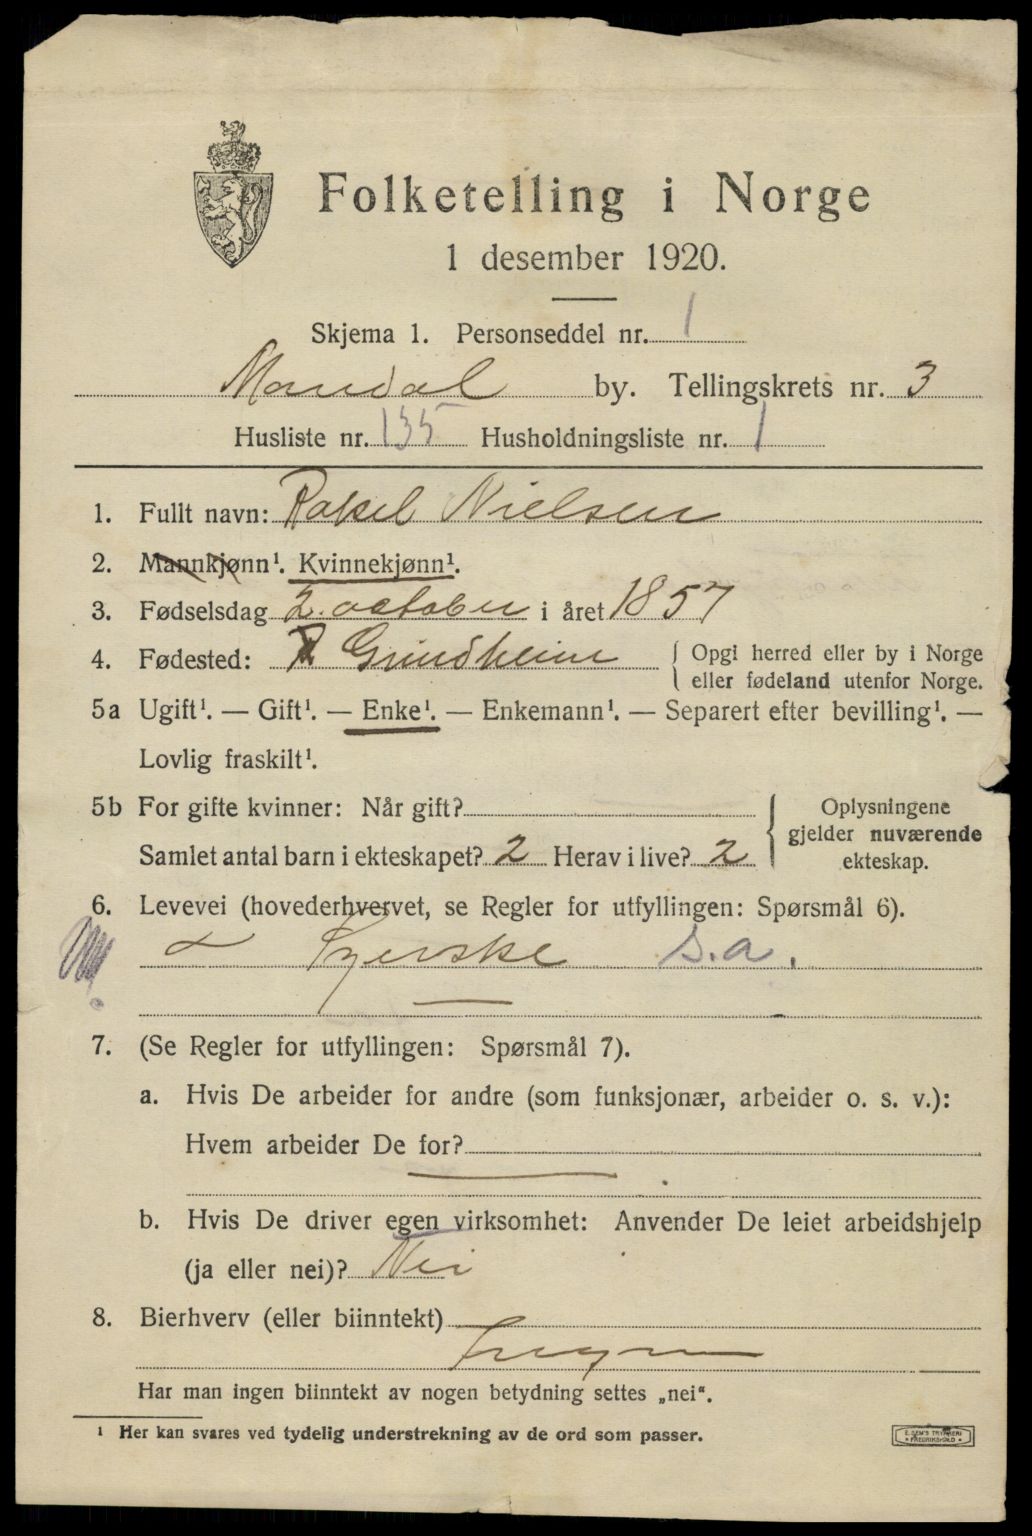 Folketelling i Norge
1 desember 1920.
Skjema 1. Personseddel nr. 1
Mandal by. Tellingskrets nr. 3
Husliste nr. 135 Husholdningsliste nr. 1
1. Fullt navn: Rakel Nielsen
2. Mannkjønn¹. Kvinnekjønn¹.
3. Fødselsdag 2. october i året 1857
4. Fødested: Grindheim { Opgi herred eller by i Norge
eller fødeland utenfor Norge.
5a Ugift¹. — Gift¹. — Enke¹. — Enkemann¹. — Separert efter bevilling¹. —
Lovlig fraskilt¹.
5b For gifte kvinner: Når gift?
Samlet antal barn i ekteskapet? 2 Herav i live? 2
Oplysningene
gjelder nuværende
ekteskap.
6. Levevei (hovederhvervet, se Regler for utfyllingen: Spørsmål 6).
Syerske s.a.
7. (Se Regler for utfyllingen: Spørsmål 7).
a. Hvis De arbeider for andre (som funksjonær, arbeider o. s. v.):
Hvem arbeider De for?
b. Hvis De driver egen virksomhet: Anvender De leiet arbeidshjelp
(ja eller nei)? Nei
8. Bierhverv (eller biinntekt)
Ingen
Har man ingen biinntekt av nogen betydning settes „nei“.
¹ Her kan svares ved tydelig understrekning av de ord som passer.
E. SEM'S TRYKKERI
FREDRIKSHALD